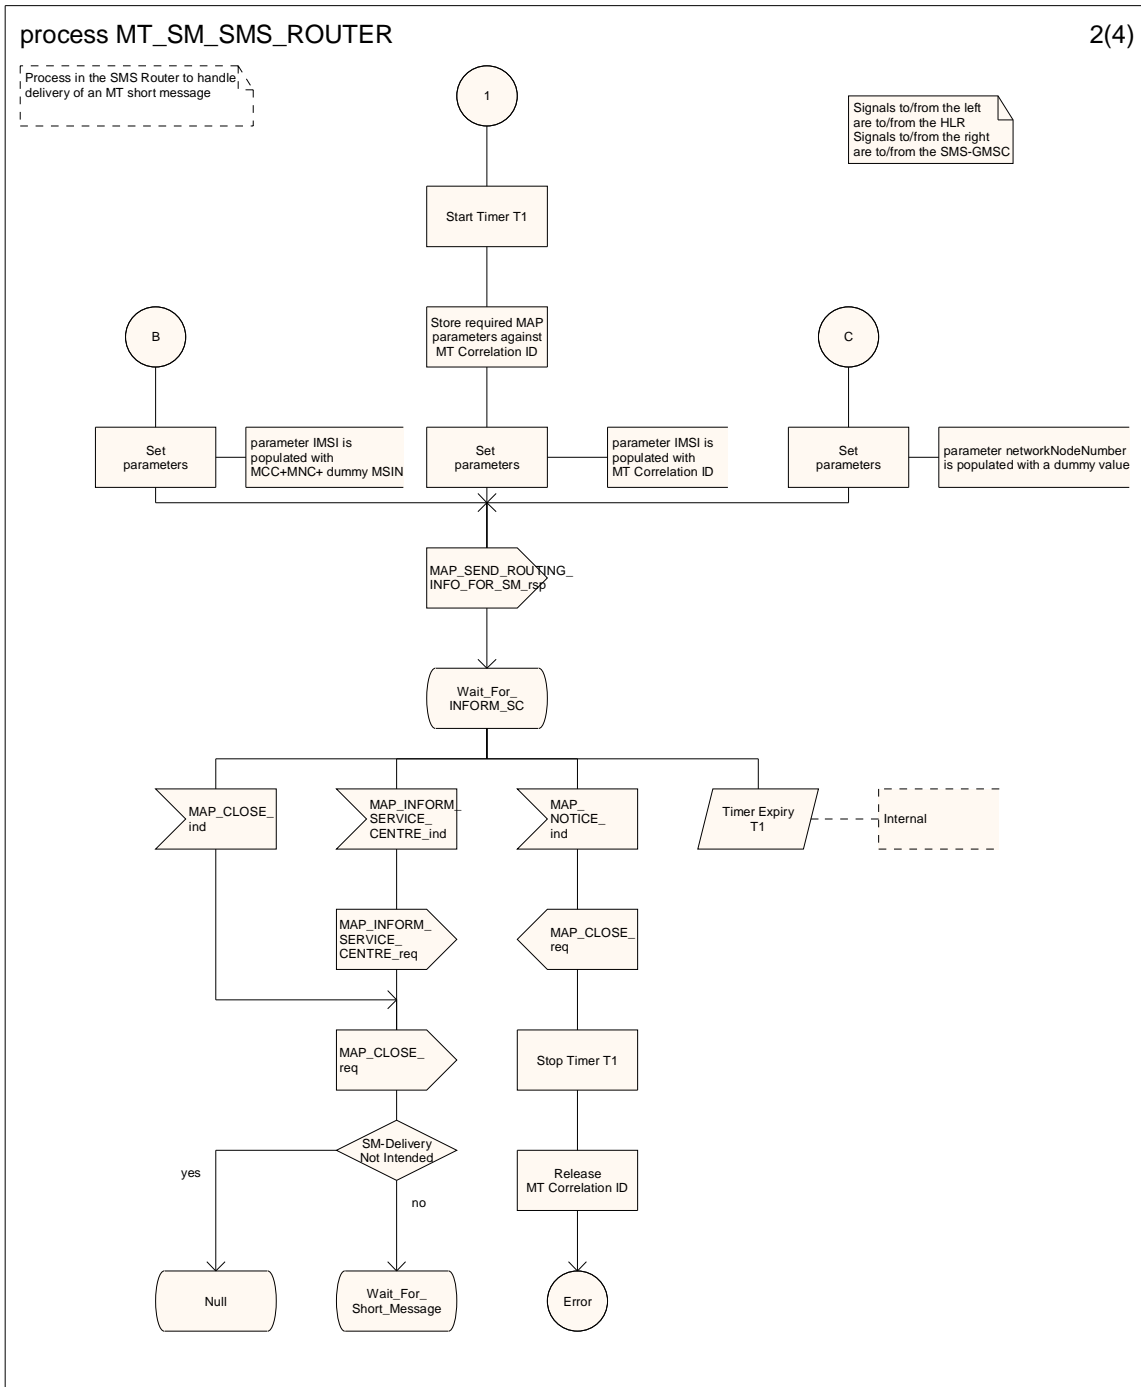 process MT_SM_SMS_ROUTER
2(4)
Process in the SMS Router to handle
delivery of an MT short message
1
Signals to/from the left
are to/from the HLR
Signals to/from the right
are to/from the SMS-GMSC
Start Timer T1
B
Store required MAP
parameters against
MT Correlation ID
C
Set
parameters
parameter IMSI is
populated with
MCC+MNC+ dummy MSIN
Set
parameters
parameter IMSI is
populated with
MT Correlation ID
Set
parameters
parameter networkNodeNumber
is populated with a dummy value
MAP_SEND_ROUTING_
INFO_FOR_SM_rsp
Wait_For_
INFORM_SC
MAP_CLOSE_
ind
MAP_INFORM_
SERVICE_
CENTRE_ind
MAP_
NOTICE_
ind
Timer Expiry
T1
Internal
MAP_INFORM_
SERVICE_
CENTRE_req
MAP_CLOSE_
req
MAP_CLOSE_
req
Stop Timer T1
SM-Delivery
Not Intended
yes
no
Release
MT Correlation ID
Null
Wait_For_
Short_Message
Error